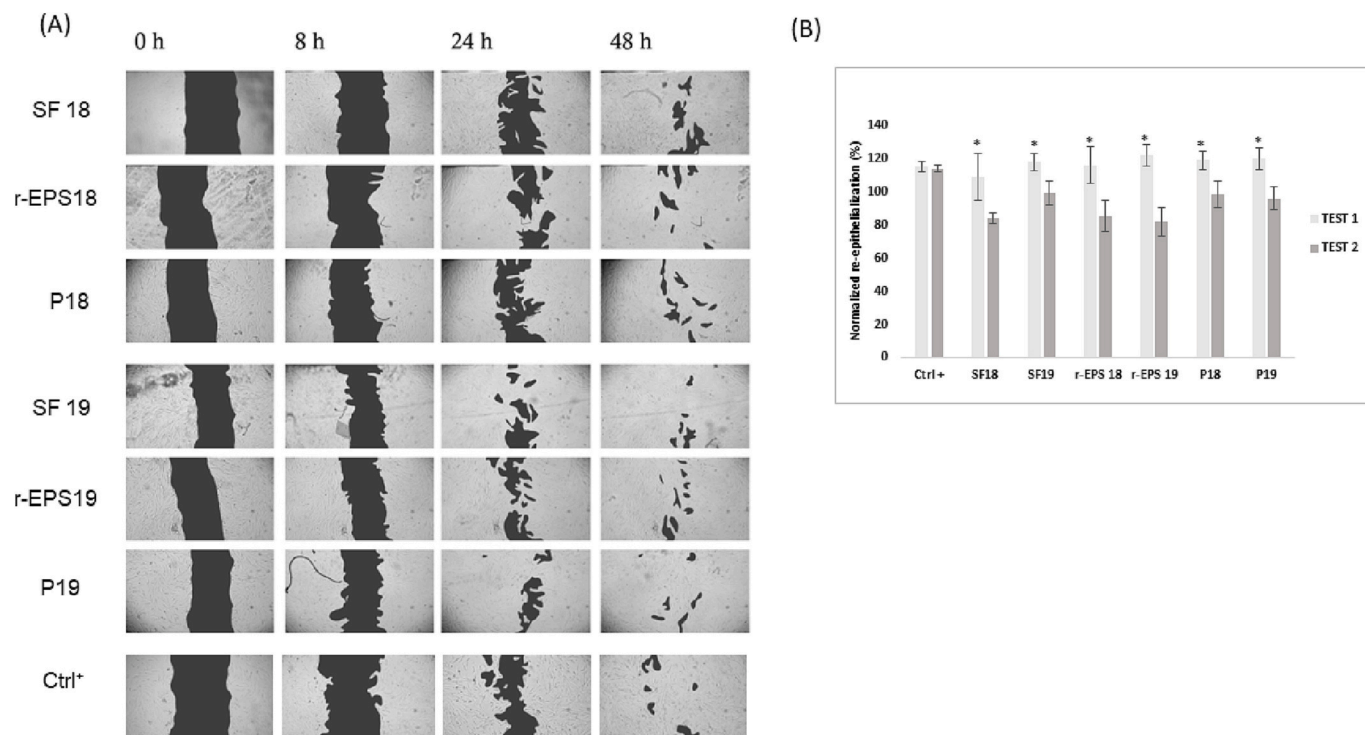 (A)
0 h 8 h 24 h 48 h
SF 18
r-EPS18
P18
SF 19
r-EPS19
P19
Ctrl+
(B)
Normalized re-epithelialization (%)
140
120
100
80
60
40
20
0
* * * * * *
Ctrl + SF18 SF19 r-EPS 18 r-EPS 19 P18 P19
TEST 1
TEST 2